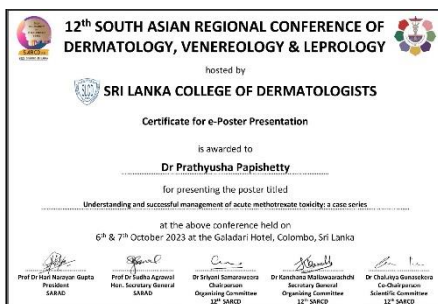 12th SOUTH ASIAN REGIONAL CONFERENCE OF
DERMATOLOGY, VENEREOLOGY & LEPROLOGY
hosted by
SRI LANKA COLLEGE OF DERMATOLOGISTS
Certificate for e-Poster Presentation
is awarded to
Dr Prathyusha Papishetty
for presenting the poster titled
Understanding and successful management of acute methotrexate toxicity: a case series
at the above conference held on
6th & 7th October 2023 at the Galadari Hotel, Colombo, Sri Lanka
Prof Dr Hari Narayan Gupta
President
SARAD
Prof Dr Sudha Agrawal
Hon. Secretary General
SARAD
Dr Sriyani Samaraweera
Chairperson
Organizing Committee
12th SARCD
Dr Kanchana Mallawaarachchi
Secretary General
Organizing Committee
12th SARCD
Dr Chalukya Gunasekera
Co-Chairperson
Scientific Committee
12th SARCD